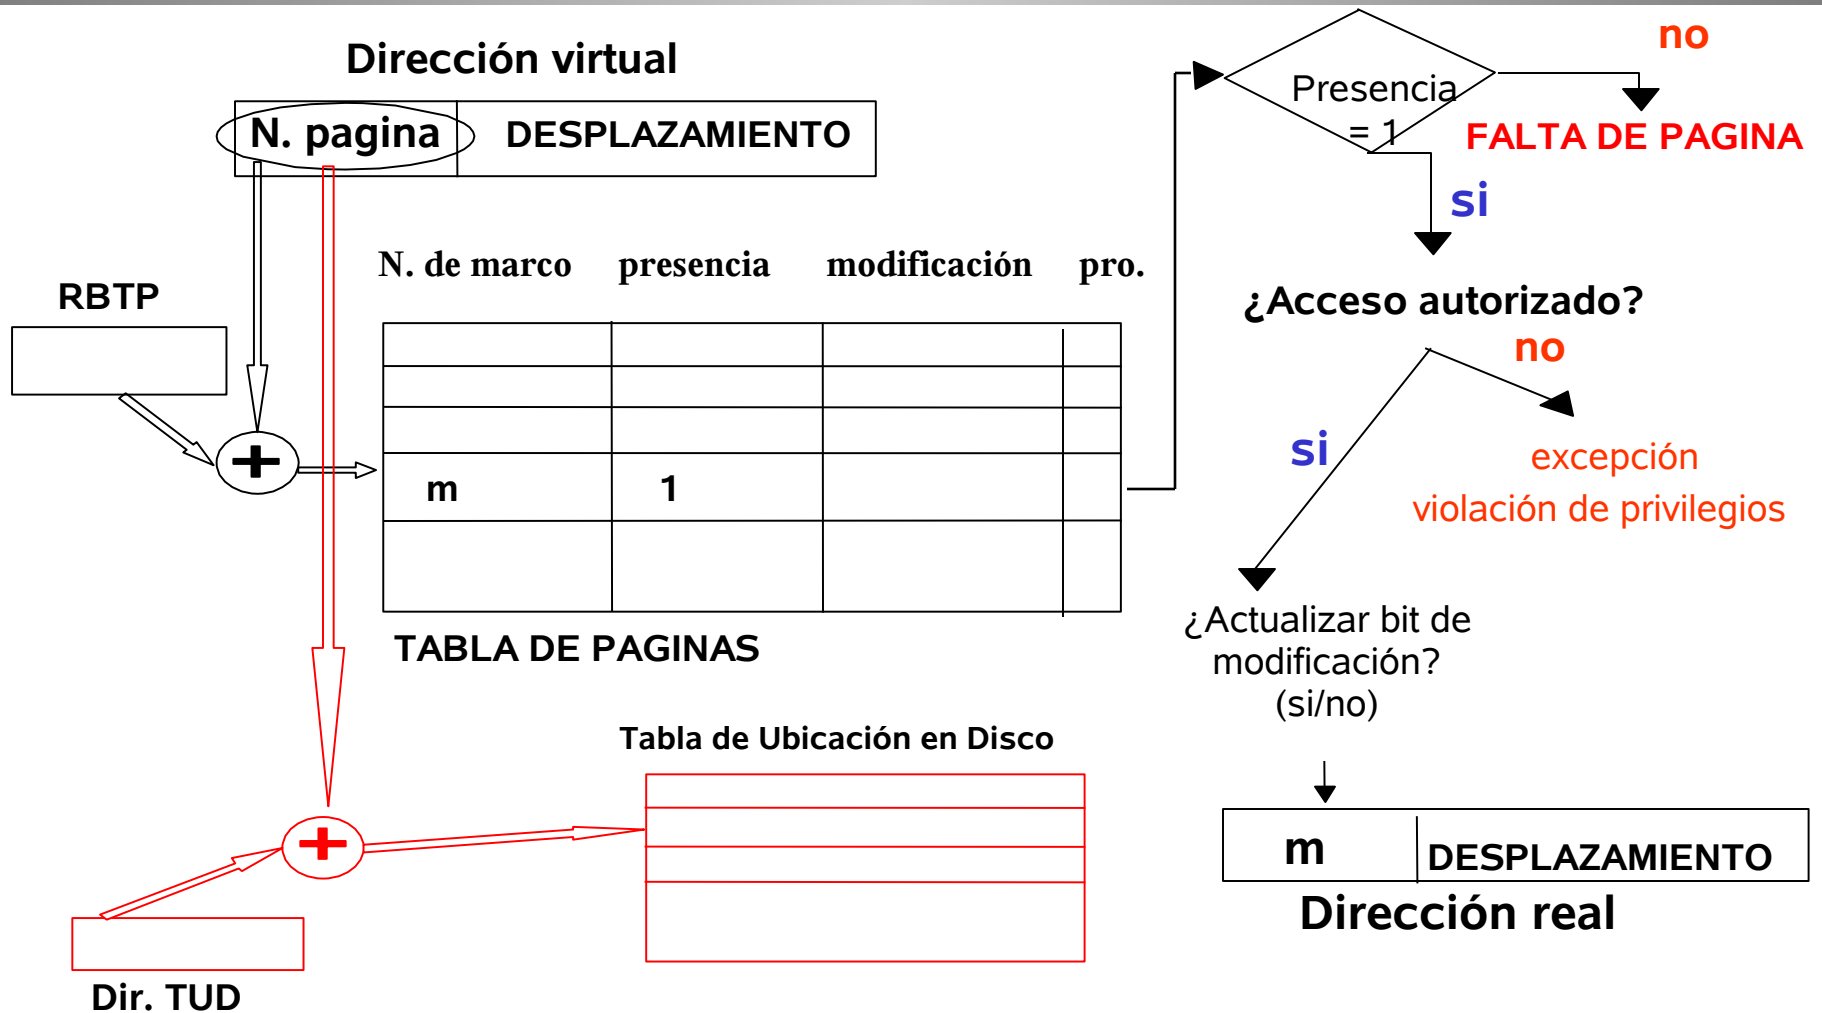 Dirección virtual
N. pagina DESPLAZAMIENTO
RBTP
N. de marco presencia modificación pro.
m 1
TABLA DE PAGINAS
Tabla de Ubicación en Disco
Dir. TUD
Presencia
= 1
no
FALTA DE PAGINA
si
¿Acceso autorizado?
no
si
excepción
violación de privilegios
¿Actualizar bit de
modificación?
(si/no)
m DESPLAZAMIENTO
Dirección real